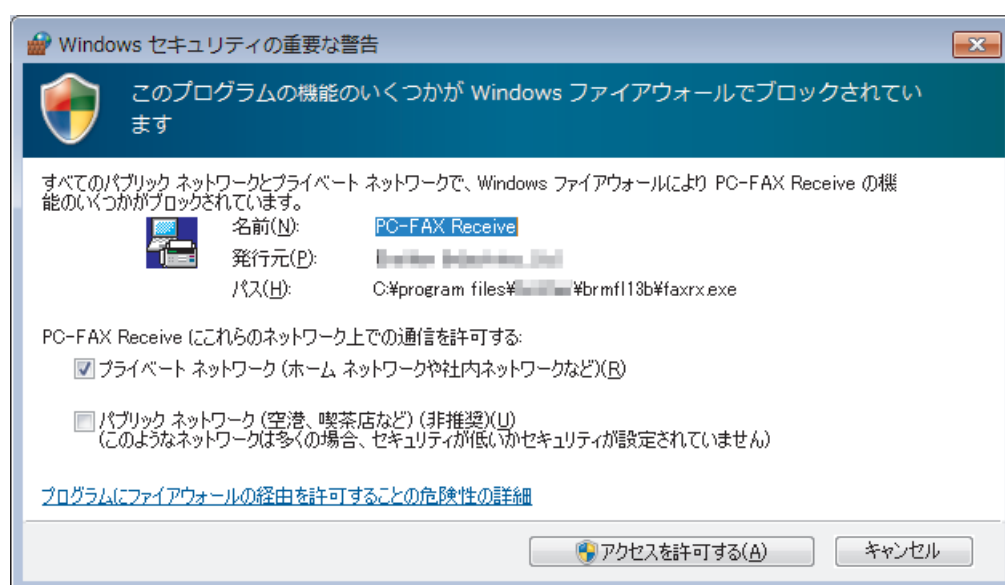 Windows セキュリティの重要な警告
このプログラムの機能のいくつかが Windows ファイアウォールでブロックされてい
ます
すべてのパブリック ネットワークとプライベート ネットワークで、Windows ファイアウォールにより PC-FAX Receive の機
能のいくつかがブロックされています。
名前(N): PC-FAX Receive
発行元(P):
パス(H): C:¥program files¥ ¥brmfl13b¥faxrx.exe
PC-FAX Receive にこれらのネットワーク上での通信を許可する:
プライベート ネットワーク (ホーム ネットワークや社内ネットワークなど)(R)
パブリック ネットワーク (空港、喫茶店など) (非推奨)(U)
(このようなネットワークは多くの場合、セキュリティが低いかセキュリティが設定されていません)
プログラムにファイアウォールの経由を許可することの危険性の詳細
アクセスを許可する(A) キャンセル